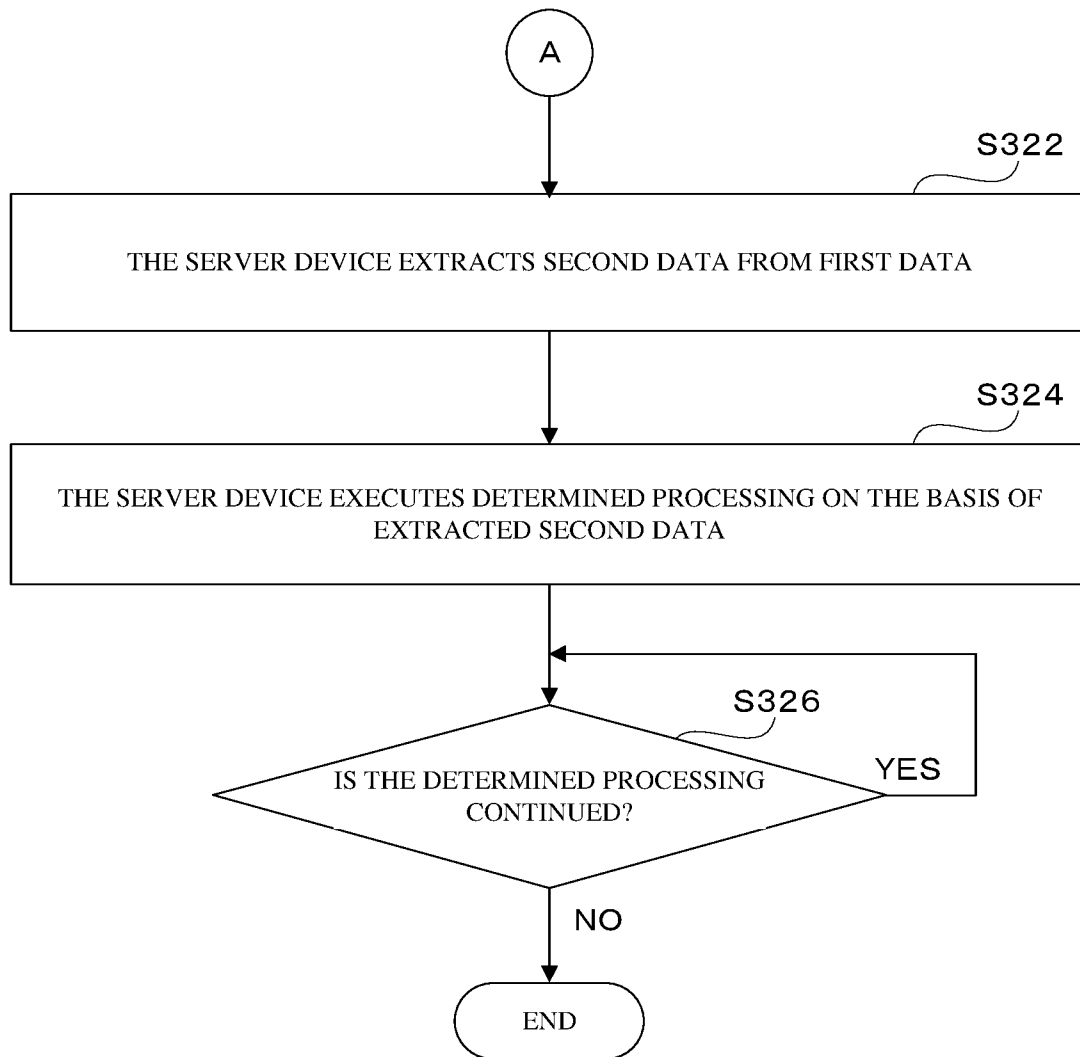 A
S322
THE SERVER DEVICE EXTRACTS SECOND DATA FROM FIRST DATA
S324
THE SERVER DEVICE EXECUTES DETERMINED PROCESSING ON THE BASIS OF
EXTRACTED SECOND DATA
S326
IS THE DETERMINED PROCESSING
CONTINUED?
YES
NO
END